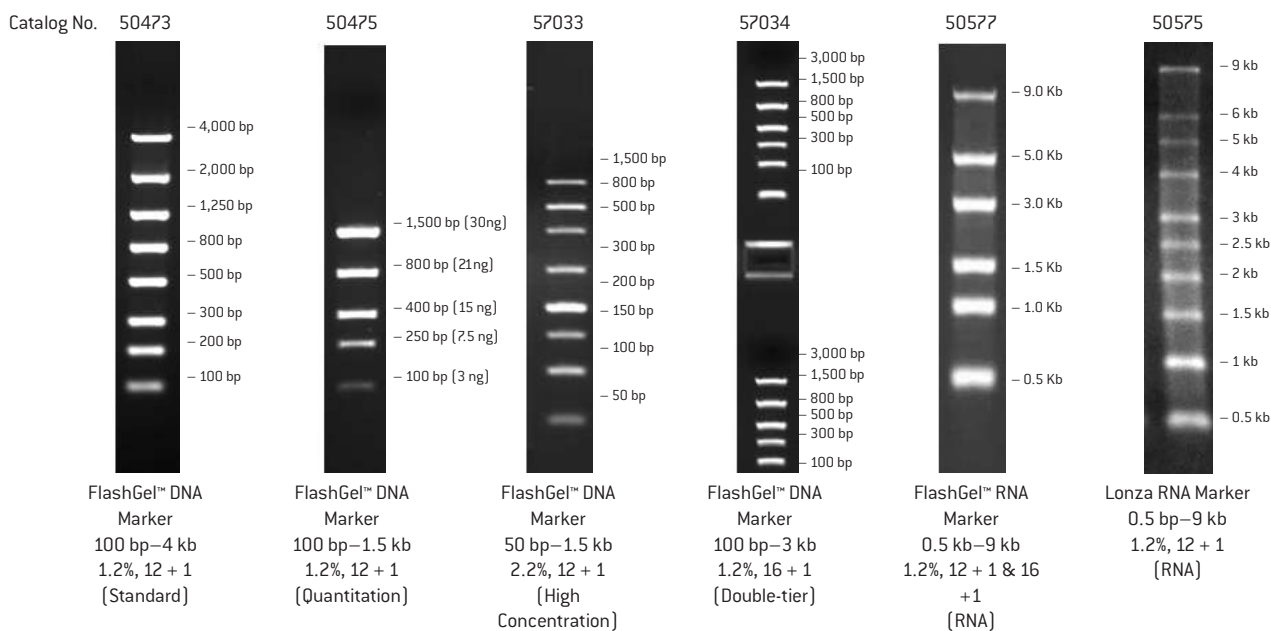 Catalog No. 50473 50475 57033 57034 50577 50575
– 4,000 bp
– 2,000 bp
– 1,250 bp
– 800 bp
– 500 bp
– 300 bp
– 200 bp
– 100 bp
FlashGel™ DNA
Marker
100 bp–4 kb
1.2%, 12 + 1
(Standard)
– 1,500 bp (30ng)
– 800 bp (21ng)
– 400 bp (15 ng)
– 250 bp (7.5 ng)
– 100 bp (3 ng)
FlashGel™ DNA
Marker
100 bp–1.5 kb
1.2%, 12 + 1
(Quantitation)
– 1,500 bp
– 800 bp
– 500 bp
– 300 bp
– 200 bp
– 150 bp
– 100 bp
– 50 bp
FlashGel™ DNA
Marker
50 bp–1.5 kb
2.2%, 12 + 1
(High
Concentration)
– 3,000 bp
– 1,500 bp
– 800 bp
– 500 bp
– 300 bp
– 100 bp
– 3,000 bp
– 1,500 bp
– 800 bp
– 500 bp
– 300 bp
– 100 bp
FlashGel™ DNA
Marker
100 bp–3 kb
1.2%, 16 + 1
(Double-tier)
– 9.0 Kb
– 5.0 Kb
– 3.0 Kb
– 1.5 Kb
– 1.0 Kb
– 0.5 Kb
FlashGel™ RNA
Marker
0.5 kb–9 kb
1.2%, 12 + 1 & 16
+1
(RNA)
– 9 kb
– 6 kb
– 5 kb
– 4 kb
– 3 kb
– 2.5 kb
– 2 kb
– 1.5 kb
– 1 kb
– 0.5 kb
Lonza RNA Marker
0.5 bp–9 kb
1.2%, 12 + 1
(RNA)